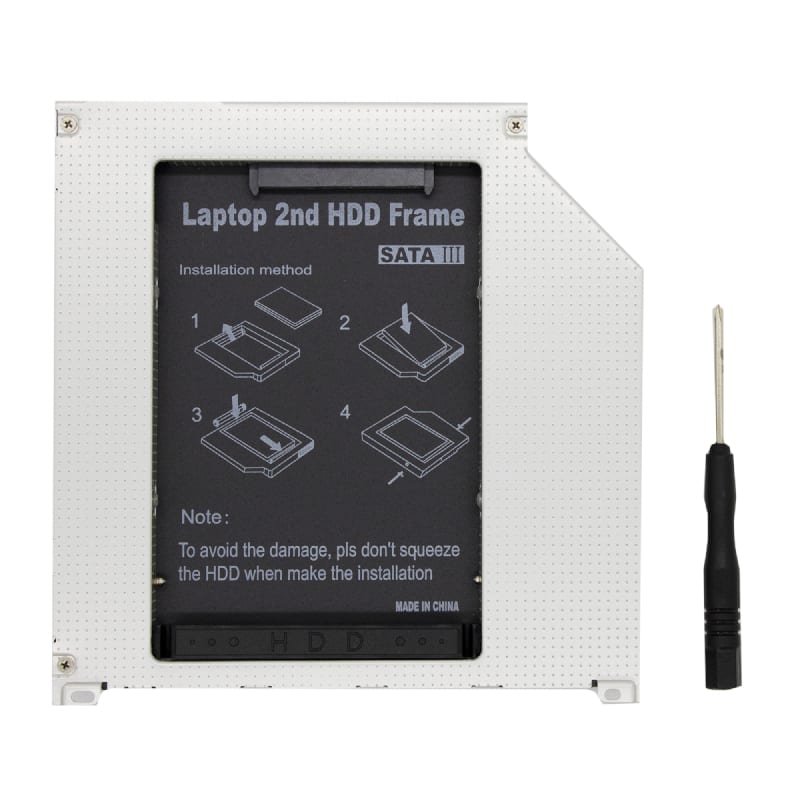 Laptop 2nd HDD Frame
SATA III
Installation method
1
2
3
4
Note:
To avoid the damage, pls don't squeeze
the HDD when make the installation
MADE IN CHINA
HDD